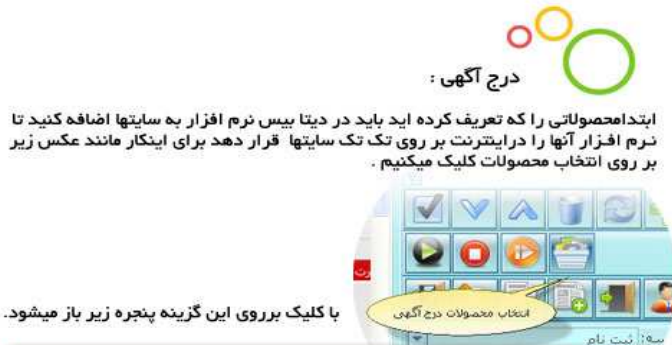 درج آگهی :
ابتدامحصولاتی را که تعریف کرده اید باید در دیتا بیس نرم افزار به سایتها اضافه کنید تا
نرم افزار آنها را دراینترنت بر روی تک تک سایتها قرار دهد برای اینکار مانند عکس زیر
بر روی انتخاب محصولات کلیک میکنیم .
انتخاب محصولات درج آگهی
با کلیک برروی این گزینه پنجره زیر باز میشود.
ثبت نام